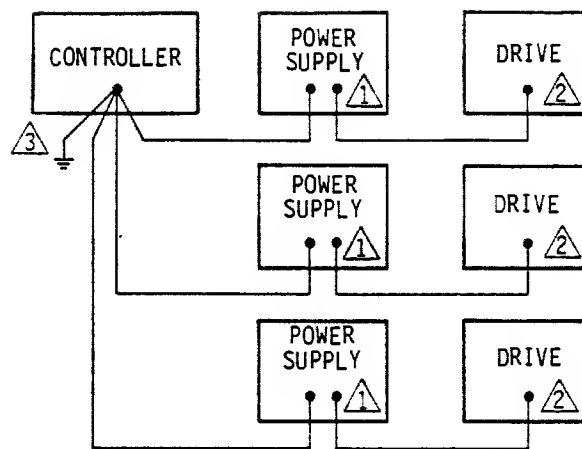 CONTROLLER
POWER
SUPPLY
1
DRIVE
2
3
POWER
SUPPLY
1
DRIVE
2
POWER
SUPPLY
1
DRIVE
2